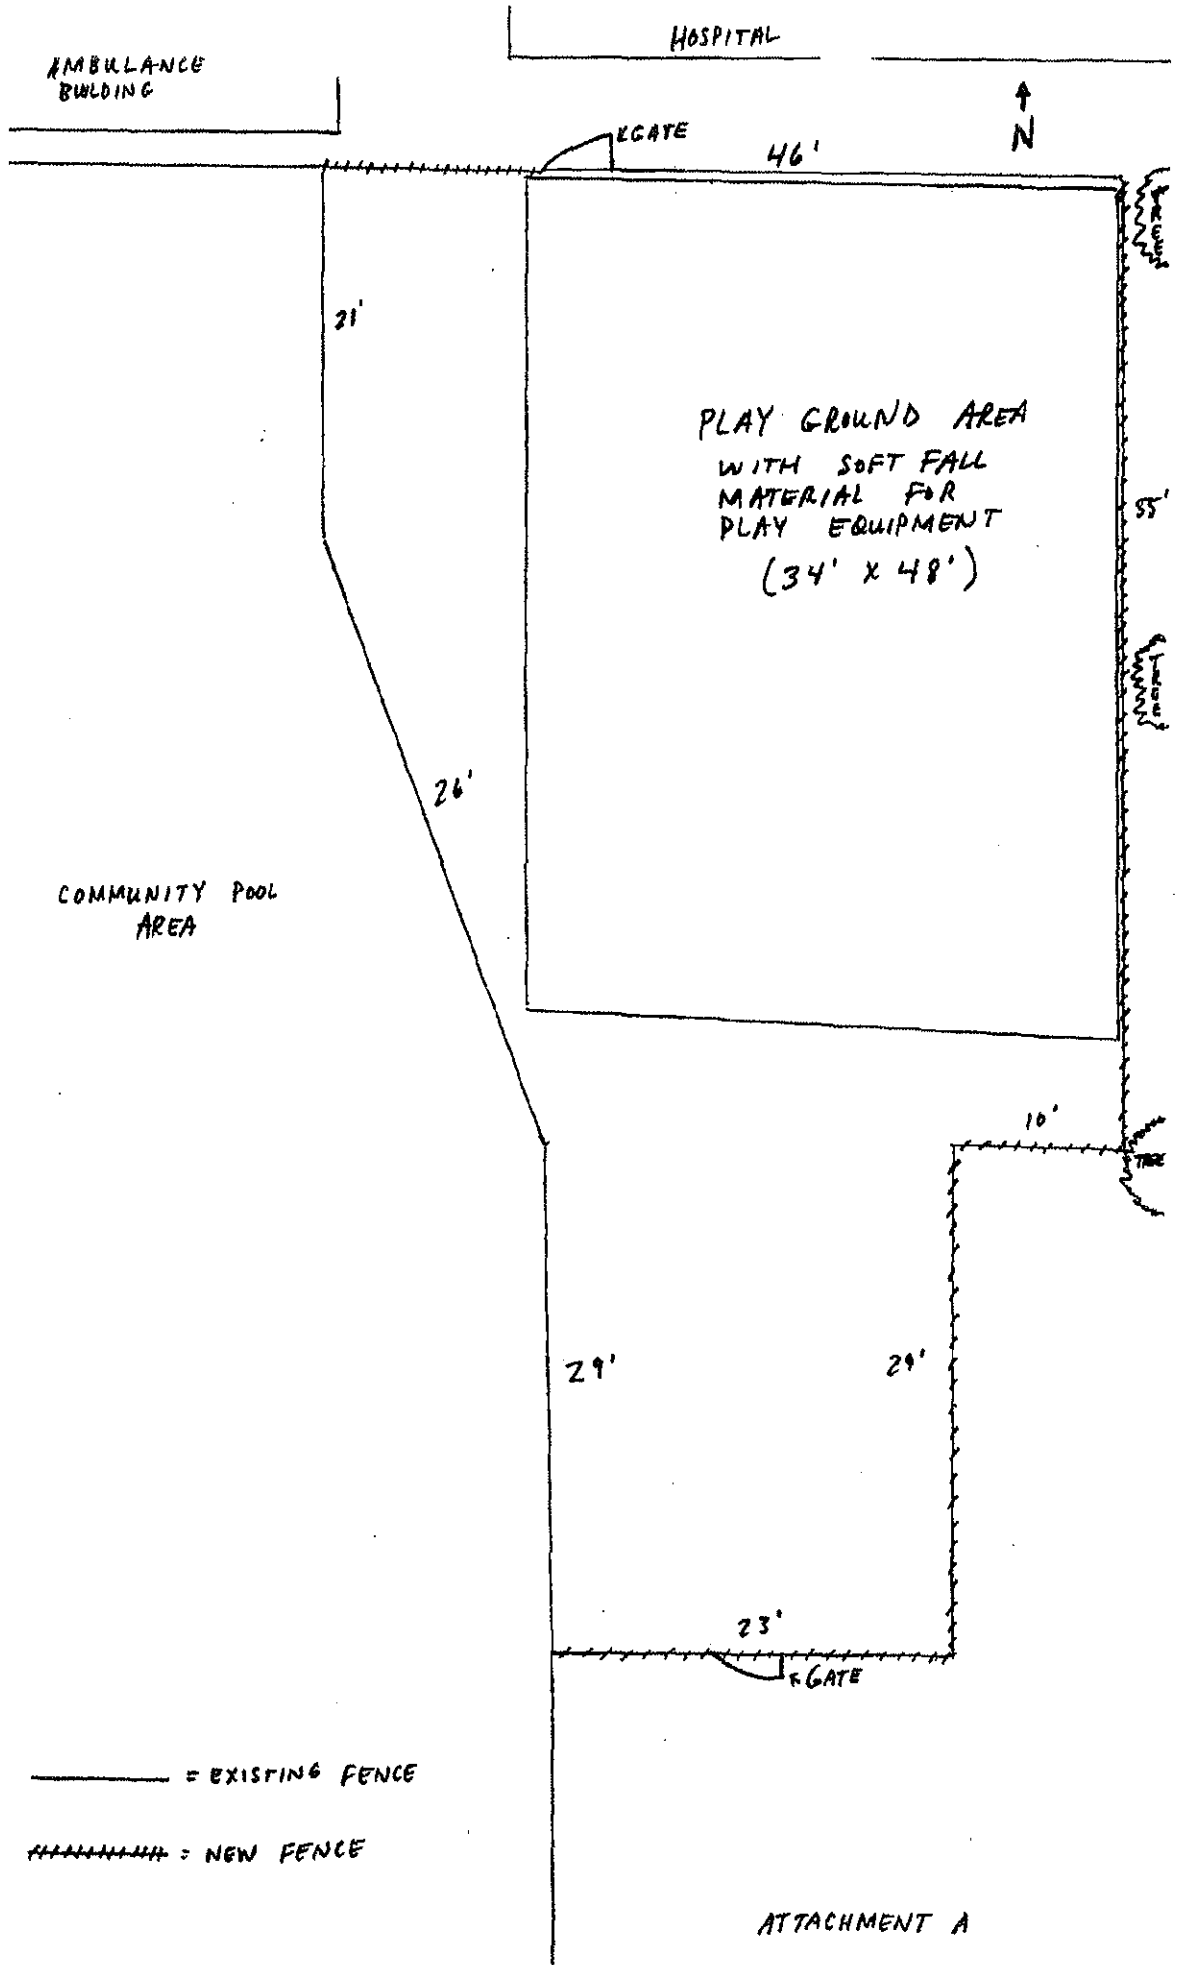 HOSPITAL
AMBULANCE
BUILDING
N
GATE
46'
TREE
21'
PLAY GROUND AREA
WITH SOFT FALL
MATERIAL FOR
PLAY EQUIPMENT
(34' X 48')
55'
26'
COMMUNITY POOL
AREA
10'
TREE
29'
29'
23'
GATE
= EXISTING FENCE
= NEW FENCE
ATTACHMENT A